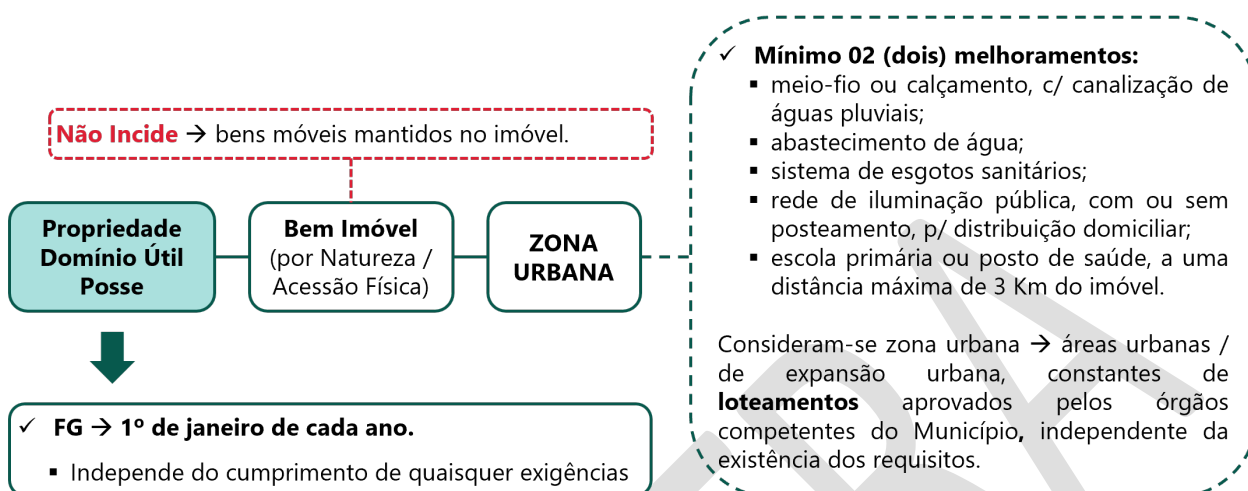 Não Incide → bens móveis mantidos no imóvel.
Propriedade
Domínio Útil
Posse
Bem Imóvel
(por Natureza /
Acessão Física)
ZONA
URBANA
✓ FG → 1º de janeiro de cada ano.
▪ Independe do cumprimento de quaisquer exigências
✓ Mínimo 02 (dois) melhoramentos:
▪ meio-fio ou calçamento, c/ canalização de
águas pluviais;
▪ abastecimento de água;
▪ sistema de esgotos sanitários;
▪ rede de iluminação pública, com ou sem
posteamento, p/ distribuição domiciliar;
▪ escola primária ou posto de saúde, a uma
distância máxima de 3 Km do imóvel.
Consideram-se zona urbana → áreas urbanas /
de expansão urbana, constantes de
loteamentos aprovados pelos órgãos
competentes do Município, independente da
existência dos requisitos.